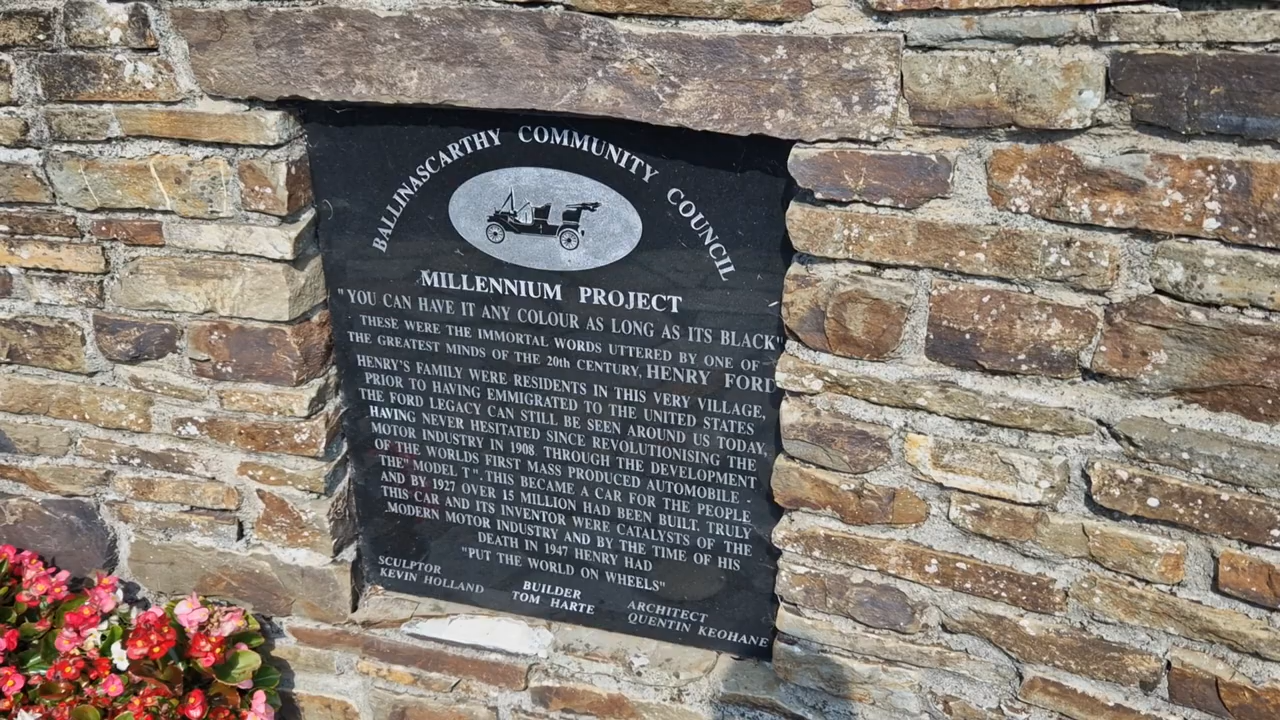 BALLINASCARTHY COMMUNITY COUNCIL
MILLENNIUM PROJECT
"YOU CAN HAVE IT ANY COLOUR AS LONG AS ITS BLACK"
THESE WERE THE IMMORTAL WORDS UTTERED BY ONE OF
THE GREATEST MINDS OF THE 20th CENTURY, HENRY FORD
HENRY'S FAMILY WERE RESIDENTS IN THIS VERY VILLAGE,
PRIOR TO HAVING EMMIGRATED TO THE UNITED STATES
THE FORD LEGACY CAN STILL BE SEEN AROUND US TODAY,
HAVING NEVER HESITATED SINCE REVOLUTIONISING THE
MOTOR INDUSTRY IN 1908. THROUGH THE DEVELOPMENT
OF THE WORLDS FIRST MASS PRODUCED AUTOMOBILE.
THE" MODEL T". THIS BECAME A CAR FOR THE PEOPLE.
AND BY 1927 OVER 15 MILLION HAD BEEN BUILT. TRULY
THIS CAR AND ITS INVENTOR WERE CATALYSTS OF THE
MODERN MOTOR INDUSTRY AND BY THE TIME OF HIS
DEATH IN 1947 HENRY HAD
"PUT THE WORLD ON WHEELS"
SCULPTOR
KEVIN HOLLAND
BUILDER
TOM HARTE
ARCHITECT
QUENTIN KEOHANE